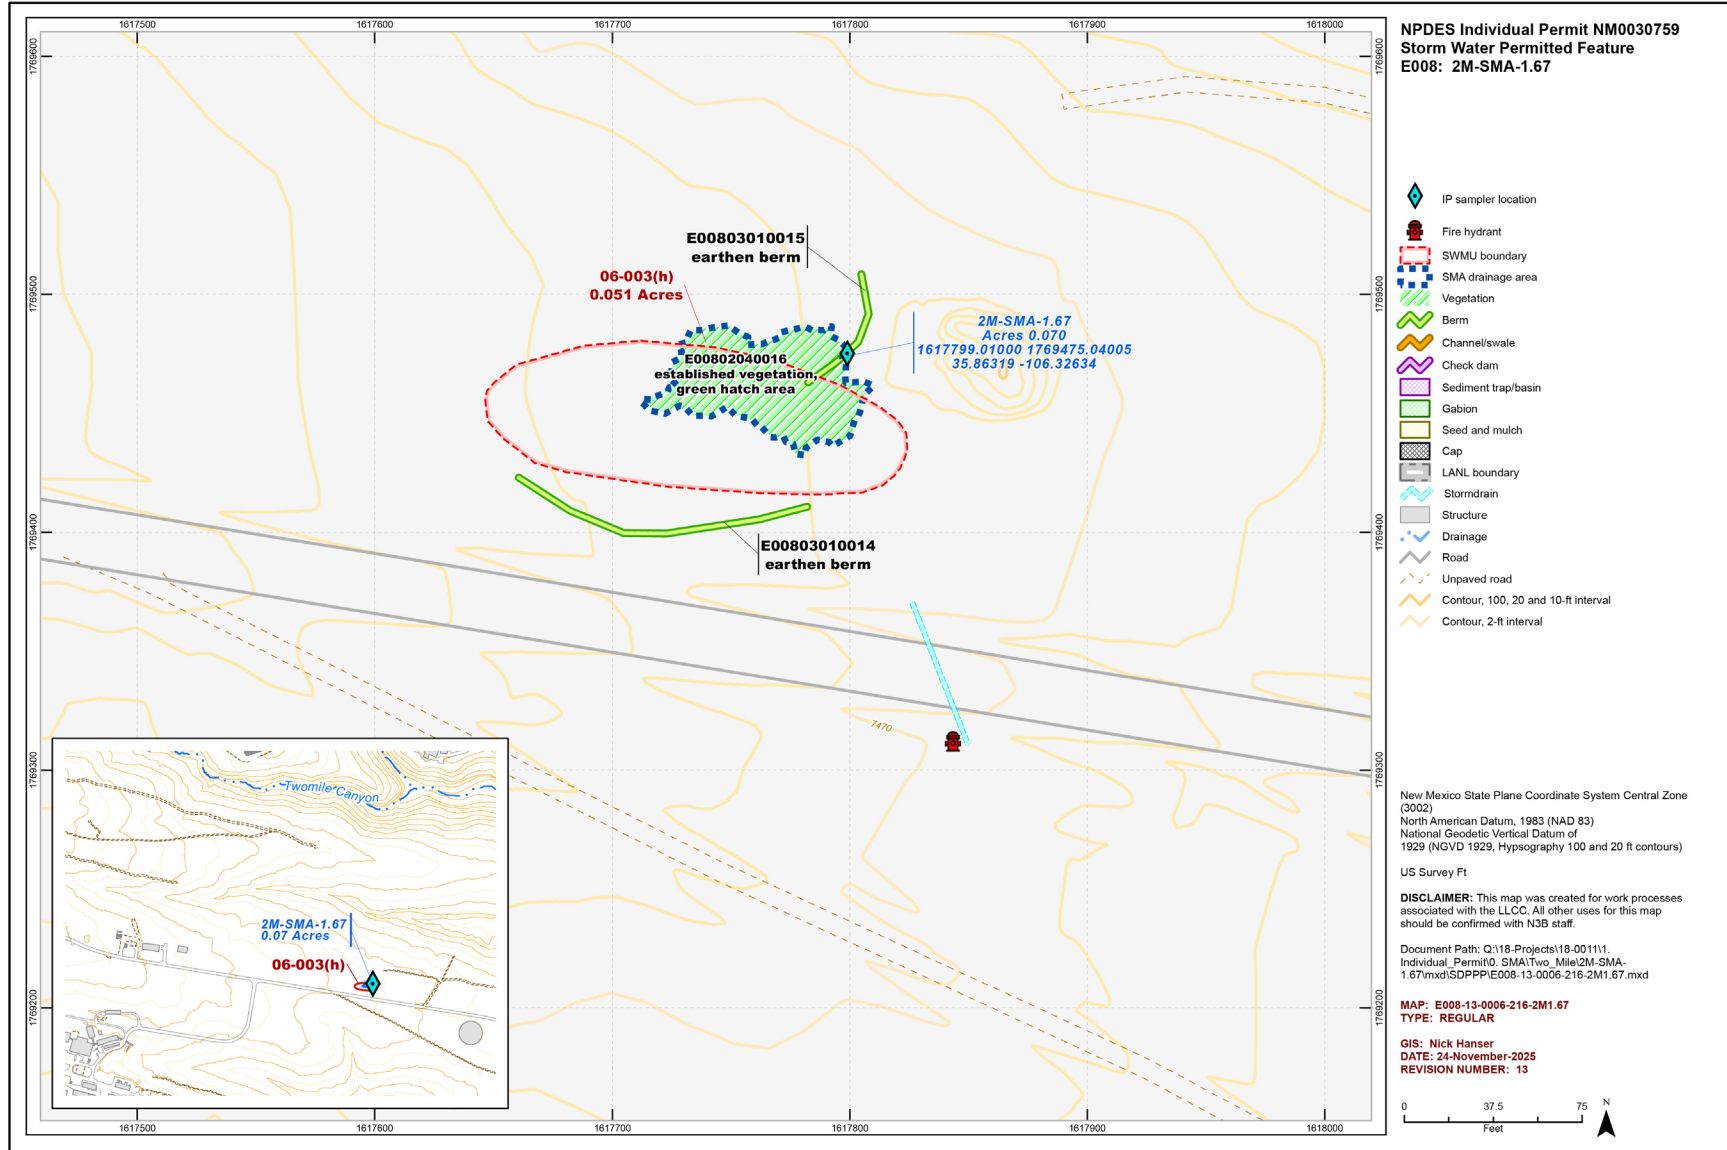 1617500
1617600
1617700
1617800
1617900
1618000
1769600
1769500
1769400
1769300
1769200
1769600
1769500
1769400
1769300
1769200
E00803010015
earthen berm
06-003(h)
0.051 Acres
2M-SMA-1.67
Acres 0.070
1617799.01000 1769475.04005
35.86319 -106.32634
E00802040016
established vegetation,
green hatch area
E00803010014
earthen berm
7470
Twomile Canyon
2M-SMA-1.67
0.07 Acres
06-003(h)
1617500
1617600
1617700
1617800
1617900
1618000
NPDES Individual Permit NM0030759
Storm Water Permitted Feature
E008: 2M-SMA-1.67
IP sampler location
Fire hydrant
SWMU boundary
SMA drainage area
Vegetation
Berm
Channel/swale
Check dam
Sediment trap/basin
Gabion
Seed and mulch
Cap
LANL boundary
Stormdrain
Structure
Drainage
Road
Unpaved road
Contour, 100, 20 and 10-ft interval
Contour, 2-ft interval
New Mexico State Plane Coordinate System Central Zone
(3002)
North American Datum, 1983 (NAD 83)
National Geodetic Vertical Datum of
1929 (NGVD 1929, Hypsography 100 and 20 ft contours)
US Survey Ft
DISCLAIMER: This map was created for work processes
associated with the LLCC. All other uses for this map
should be confirmed with N3B staff.
Document Path: Q:\18-Projects\18-0011\1.
Individual_Permit\0. SMA\Two_Mile\2M-SMA-
1.67\mxd\SDPPP\E008-13-0006-216-2M1.67.mxd
MAP: E008-13-0006-216-2M1.67
TYPE: REGULAR
GIS: Nick Hanser
DATE: 24-November-2025
REVISION NUMBER: 13
0 37.5 75
Feet
N